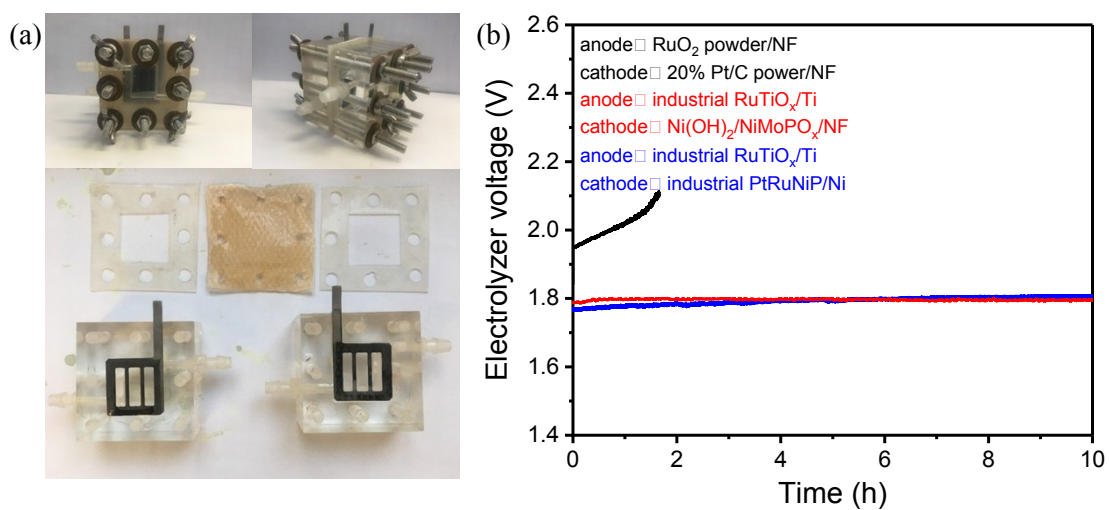 (a)
(b)
anode□ RuO₂ powder/NF
cathode□ 20% Pt/C power/NF
anode□ industrial RuTiOₓ/Ti
cathode□ Ni(OH)₂/NiMoPOₓ/NF
anode□ industrial RuTiOₓ/Ti
cathode□ industrial PtRuNiP/Ni
Electrolyzer voltage (V)
2.6
2.4
2.2
2.0
1.8
1.6
1.4
0
2
4
6
8
10
Time (h)